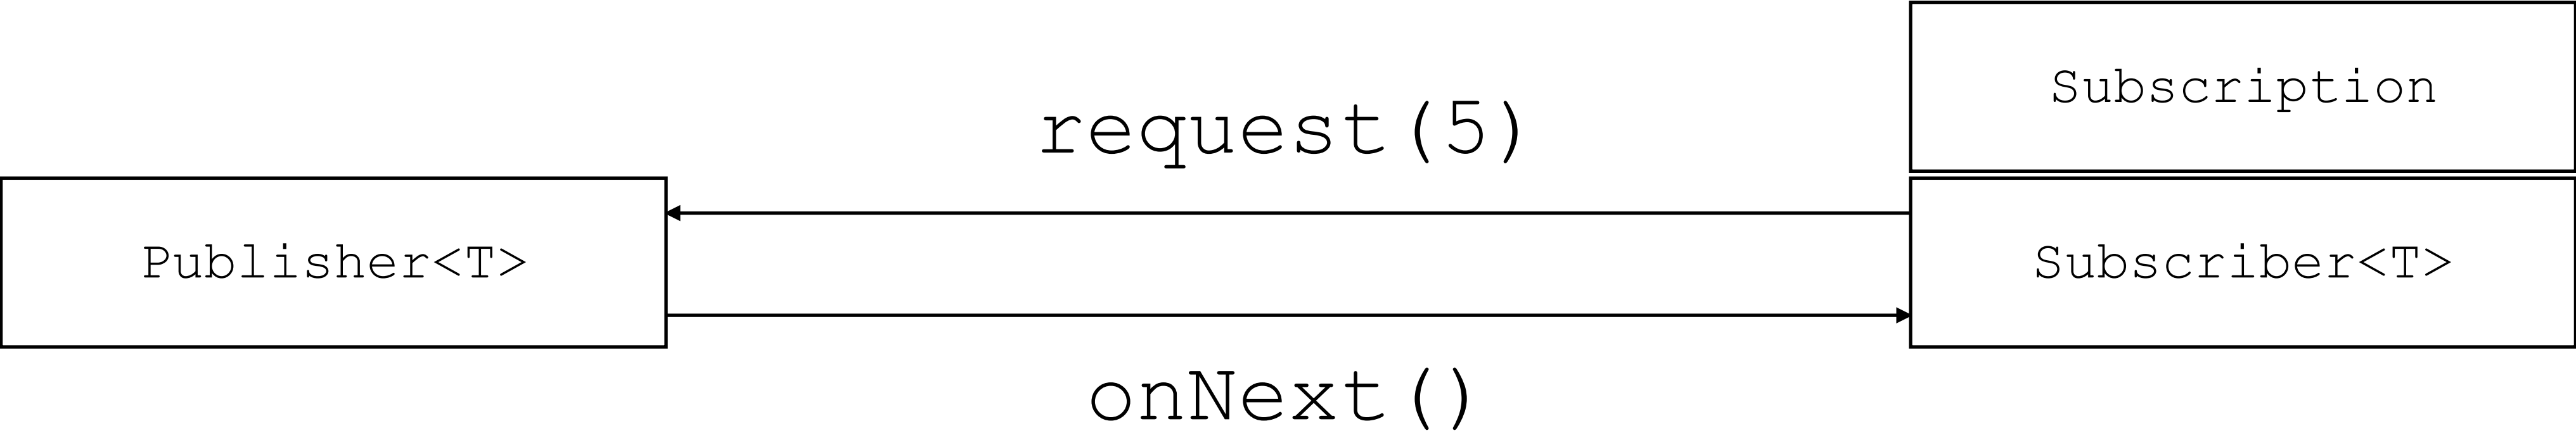 Subscription
request(5)
Publisher<T>
Subscriber<T>
onNext()